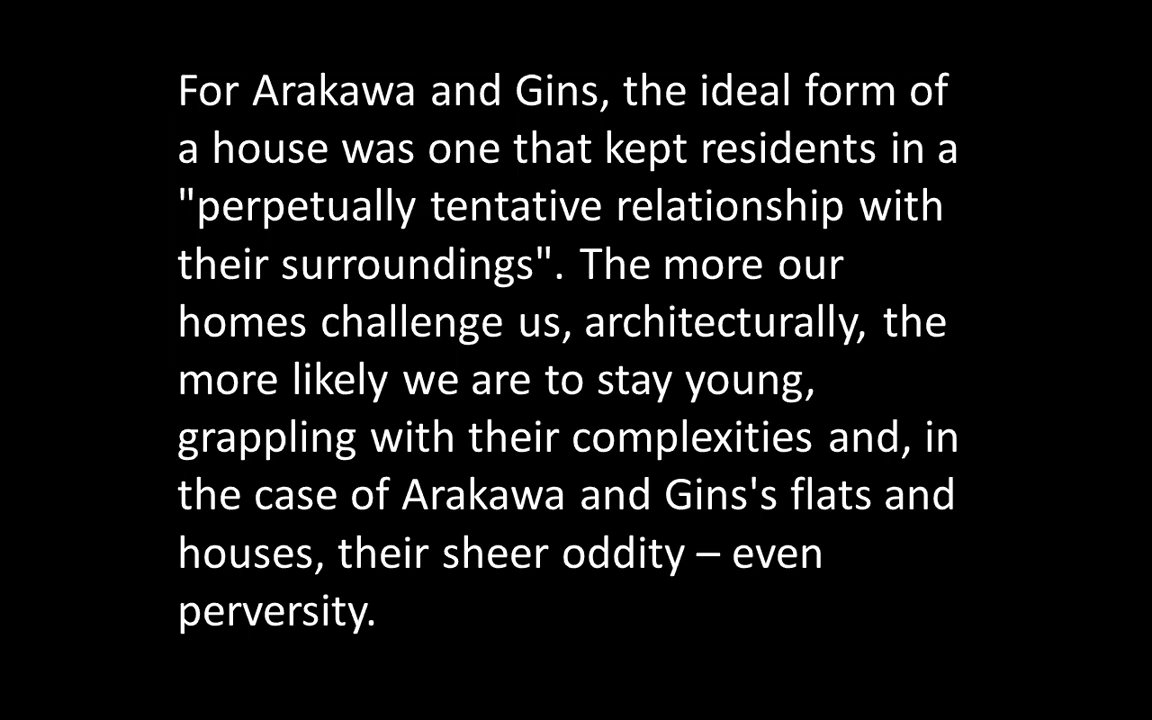 For Arakawa and Gins, the ideal form of
a house was one that kept residents in a
"perpetually tentative relationship with
their surroundings". The more our
homes challenge us, architecturally, the
more likely we are to stay young,
grappling with their complexities and, in
the case of Arakawa and Gins's flats and
houses, their sheer oddity – even
perversity.